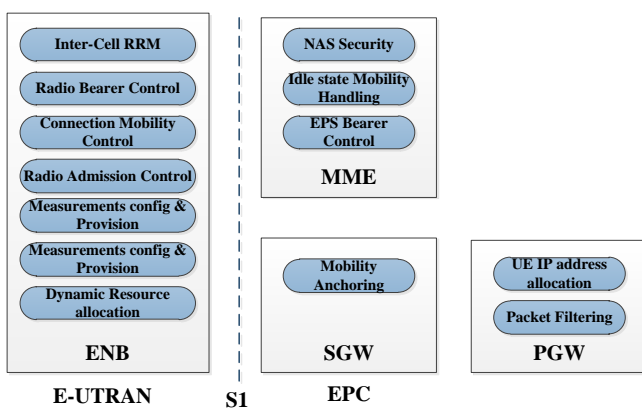 Inter-Cell RRM
Radio Bearer Control
Connection Mobility
Control
Radio Admission Control
Measurements config &
Provision
Measurements config &
Provision
Dynamic Resource
allocation
ENB
E-UTRAN
S1
NAS Security
Idle state Mobility
Handling
EPS Bearer
Control
MME
Mobility
Anchoring
SGW
EPC
UE IP address
allocation
Packet Filtering
PGW